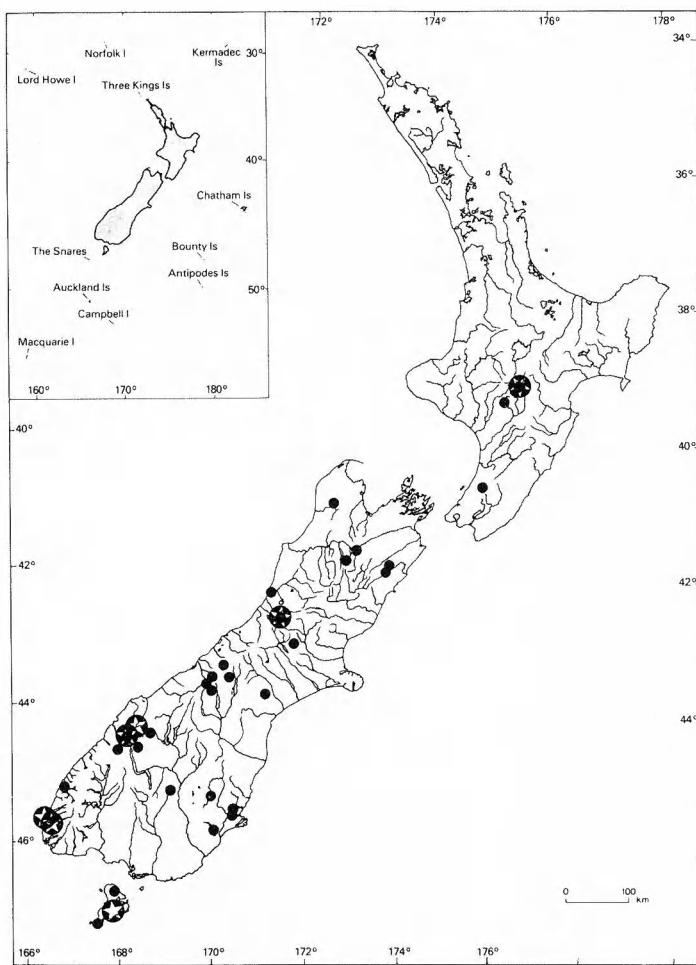 172°
174°
176°
178°
34°
36°
38°
40°
42°
44°
Norfolk I
Kermadec
Is
30°
Lord Howe I
Three Kings Is
40°
Chatham Is
The Snares
Bounty Is
Antipodes Is
Auckland Is
50°
Campbell I
Macquarie I
160°
170°
180°
40°
42°
44°
46°
0
100
km
166°
168°
170°
172°
174°
176°